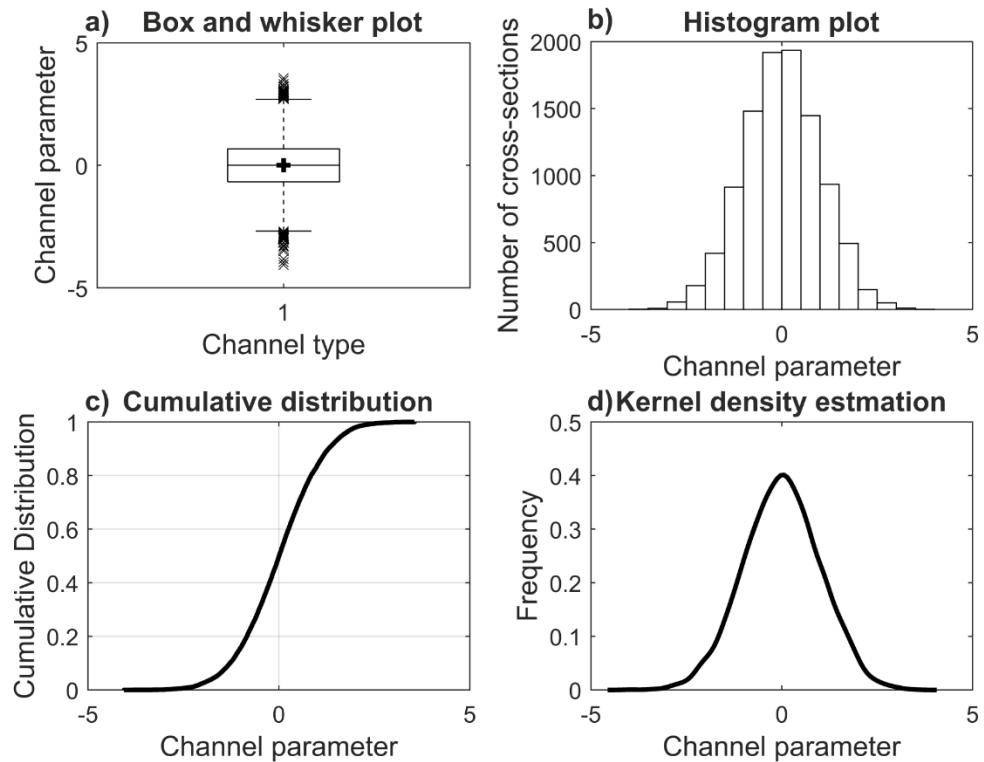 a) Box and whisker plot
5
0
-5
Channel parameter
1
Channel type
b) Histogram plot
2000
1500
1000
500
0
Number of cross-sections
-5 0 5
Channel parameter
c) Cumulative distribution
1
0.8
0.6
0.4
0.2
0
Cumulative Distribution
-5 0 5
Channel parameter
d) Kernel density estmation
0.5
0.4
0.3
0.2
0.1
0
Frequency
-5 0 5
Channel parameter